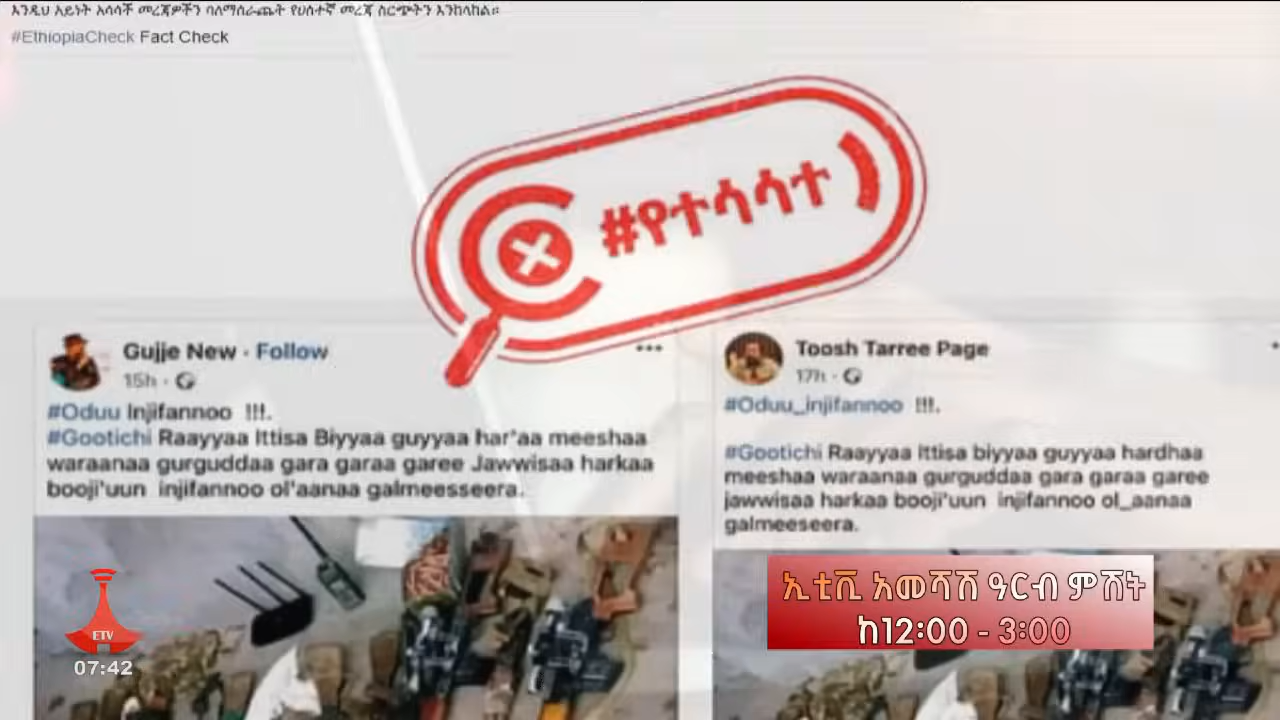 እንዲህ አይነት አሳሳች መረጃዎችን ባለማሰራጨት የሀሰተኛ መረጃ ስርጭትን እንከላከል።
#EthiopiaCheck Fact Check
#የተሳሳተ
Gujje New · Follow
15h ·
#Oduu Injifannoo !!!.
#Gootichi Raayyaa Ittisa Biyyaa guyyaa har'aa meeshaa
waraanaa gurguddaa gara garaa garee Jawwisaa harkaa
booji'uun injifannoo ol'aanaa galmeesseera.
Toosh Tarree Page
17h ·
#Oduu_injifannoo !!!.
#Gootichi Raayyaa Ittisa biyyaa guyyaa hardhaa
meeshaa waraanaa gurguddaa gara garaa garee
jawwisaa harkaa booji'uun injifannoo ol_aanaa
galmeeseera.
ETV
07:42
ኢቲቪ አመሻሽ ዓርብ ምሽት
ከ12፡00 - 3፡00